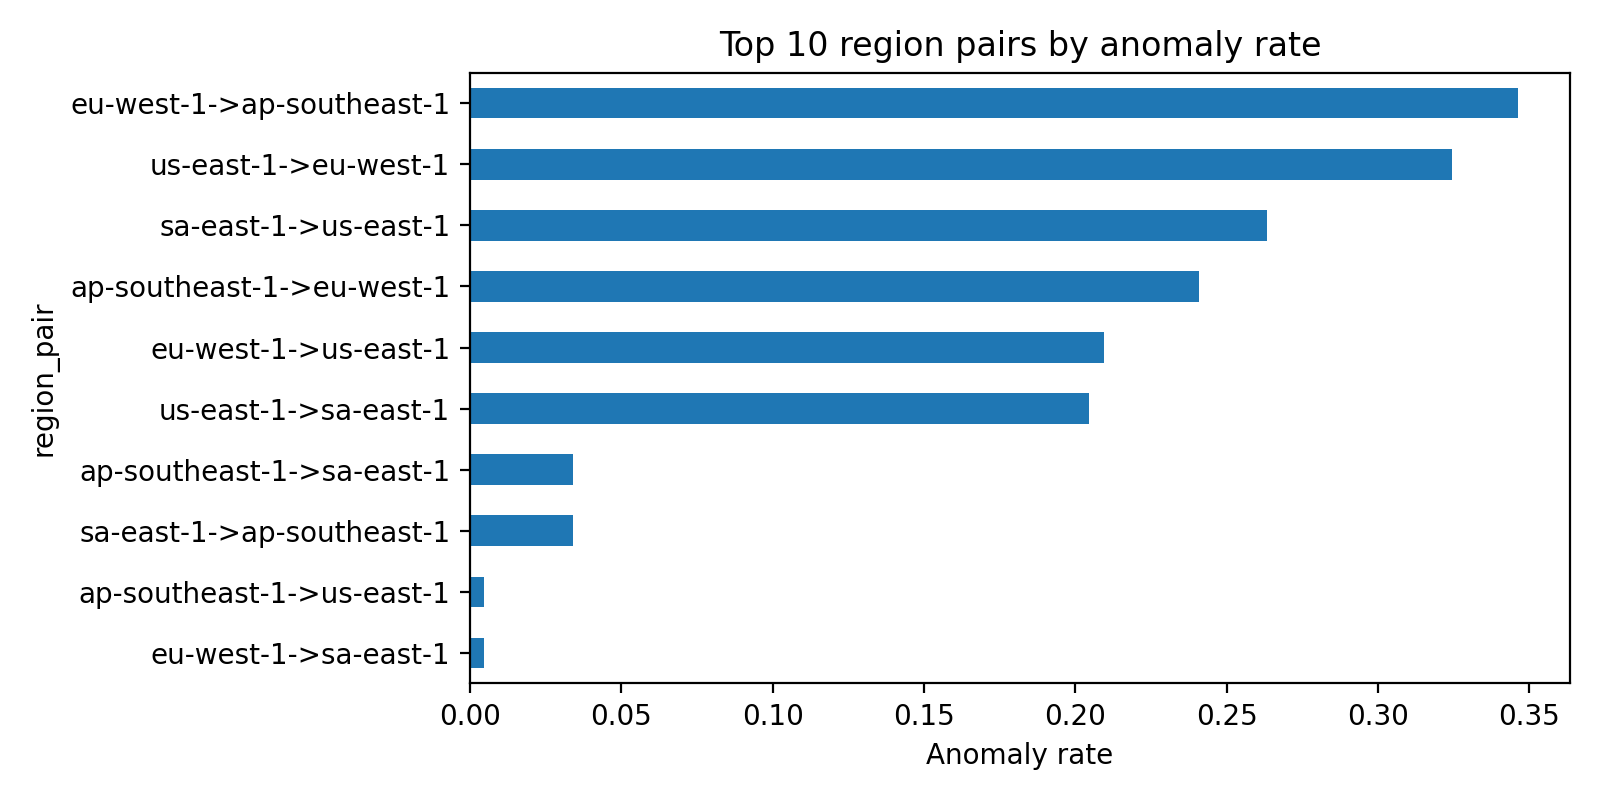 Top 10 region pairs by anomaly rate
region_pair
eu-west-1->ap-southeast-1
us-east-1->eu-west-1
sa-east-1->us-east-1
ap-southeast-1->eu-west-1
eu-west-1->us-east-1
us-east-1->sa-east-1
ap-southeast-1->sa-east-1
sa-east-1->ap-southeast-1
ap-southeast-1->us-east-1
eu-west-1->sa-east-1
0.00 0.05 0.10 0.15 0.20 0.25 0.30 0.35
Anomaly rate